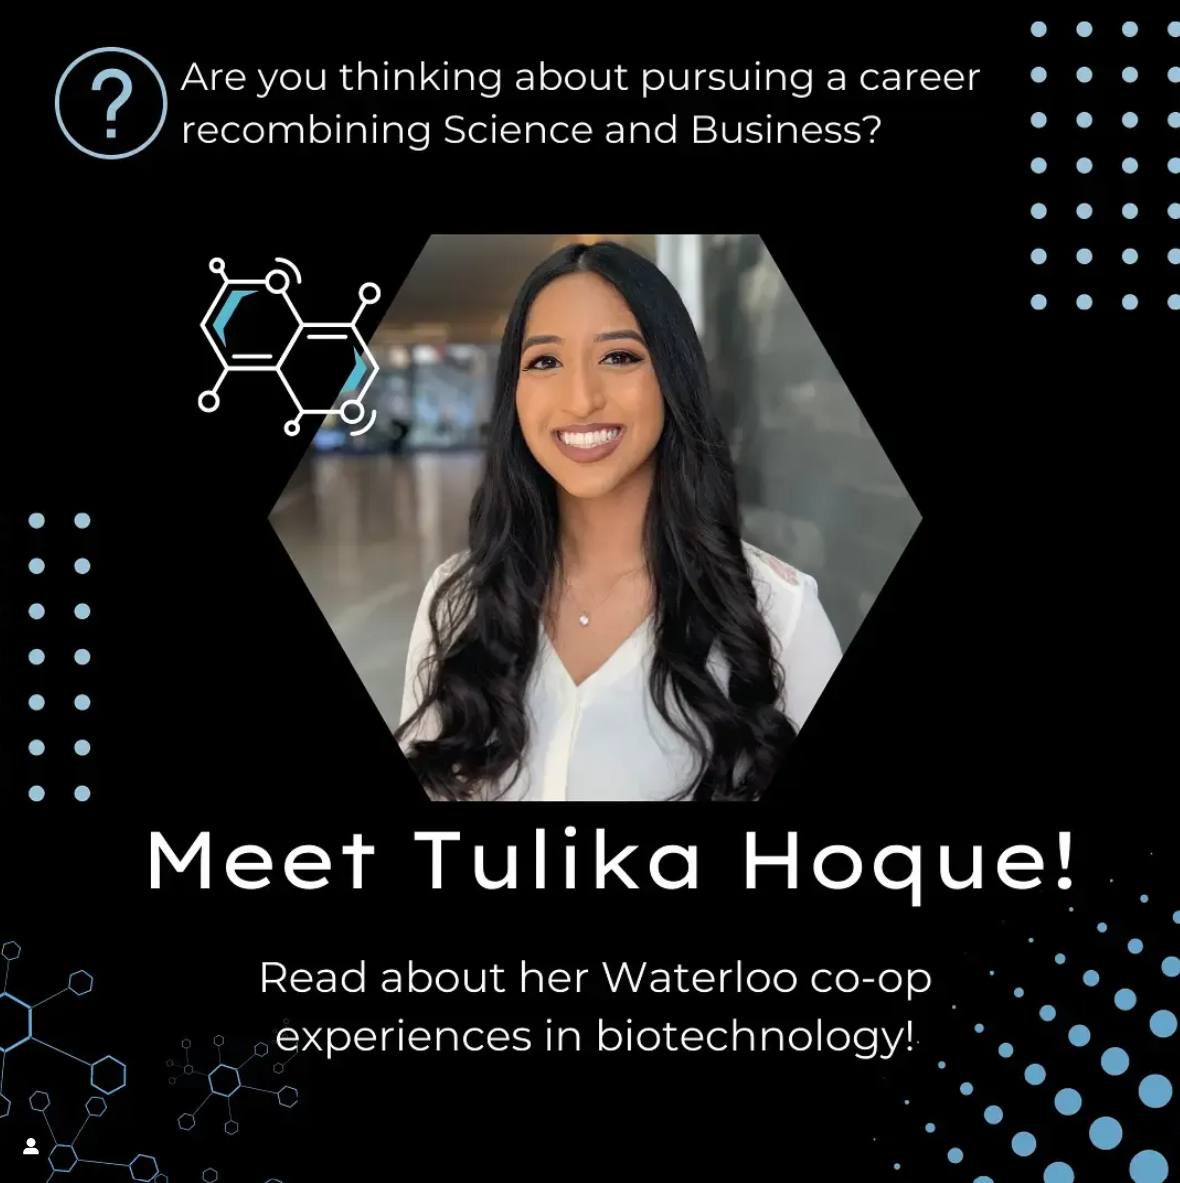 ?
Are you thinking about pursuing a career
recombining Science and Business?
Meet Tulika Hoque!
Read about her Waterloo co-op
experiences in biotechnology!